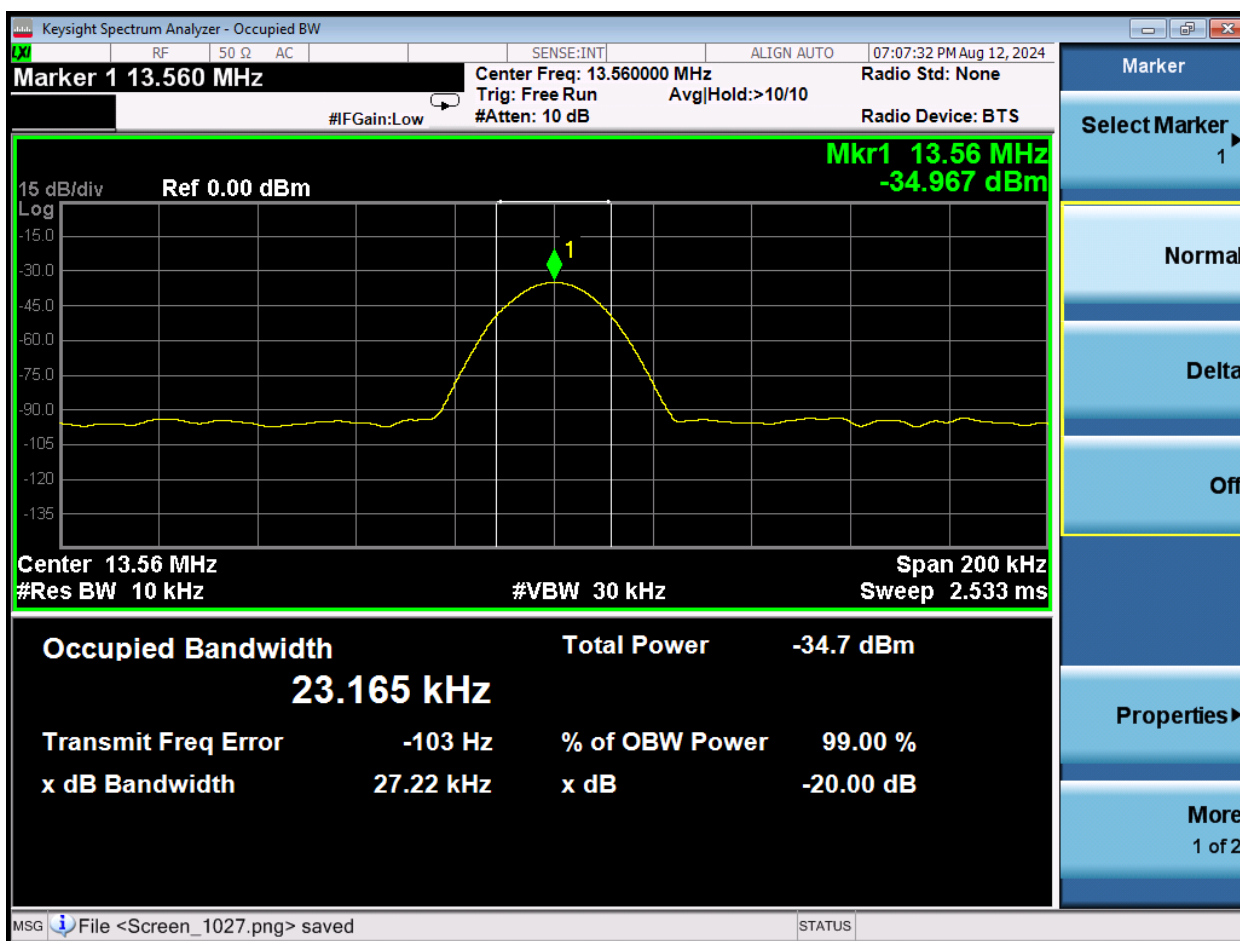 Keysight Spectrum Analyzer - Occupied BW
LXI RF 50 Ω AC SENSE:INT ALIGN AUTO 07:07:32 PM Aug 12, 2024
Marker 1 13.560 MHz
Center Freq: 13.560000 MHz Radio Std: None
Trig: Free Run Avg|Hold:>10/10
#IFGain:Low #Atten: 10 dB Radio Device: BTS
Mkr1 13.56 MHz
-34.967 dBm
15 dB/div Ref 0.00 dBm
Log
-15.0
1
-30.0
-45.0
-60.0
-75.0
-90.0
-105
-120
-135
Center 13.56 MHz Span 200 kHz
#Res BW 10 kHz #VBW 30 kHz Sweep 2.533 ms
Occupied Bandwidth Total Power -34.7 dBm
23.165 kHz
Transmit Freq Error -103 Hz % of OBW Power 99.00 %
x dB Bandwidth 27.22 kHz x dB -20.00 dB
MSG File <Screen_1027.png> saved STATUS
Marker
Select Marker
1
Normal
Delta
Off
Properties
More
1 of 2